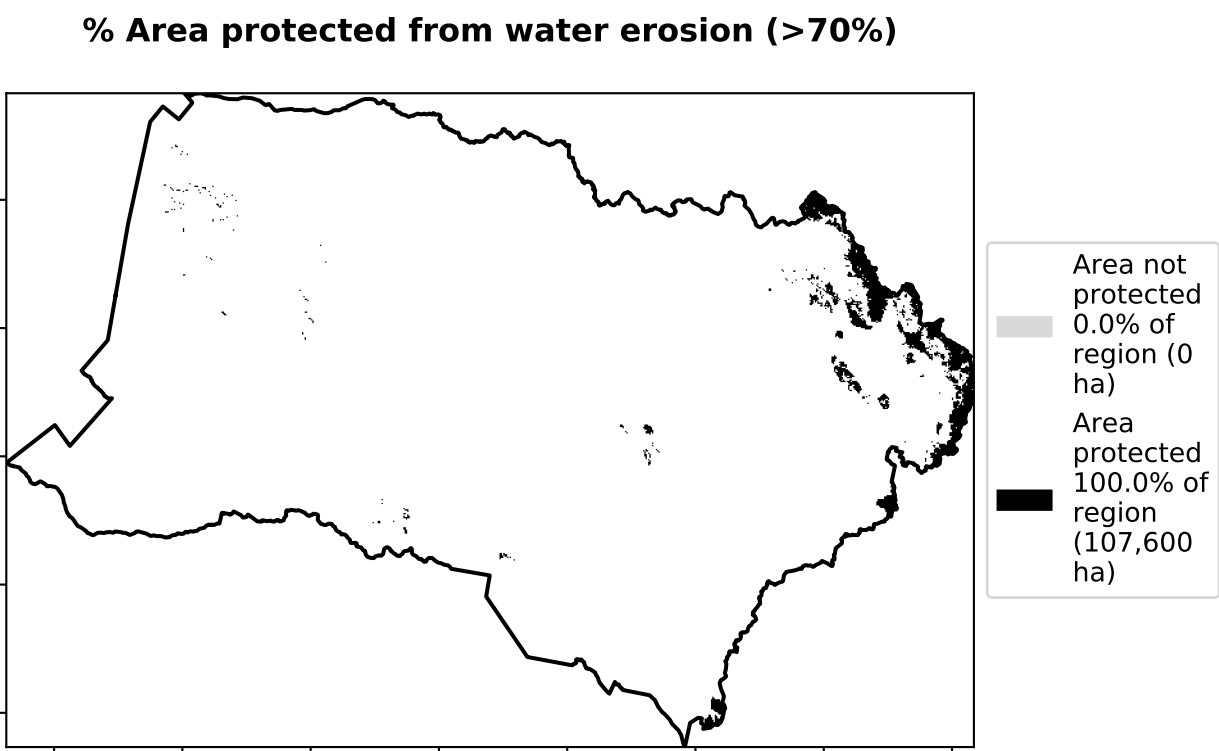 % Area protected from water erosion (>70%)
Area not
protected
0.0% of
region (0
ha)
Area
protected
100.0% of
region
(107,600
ha)